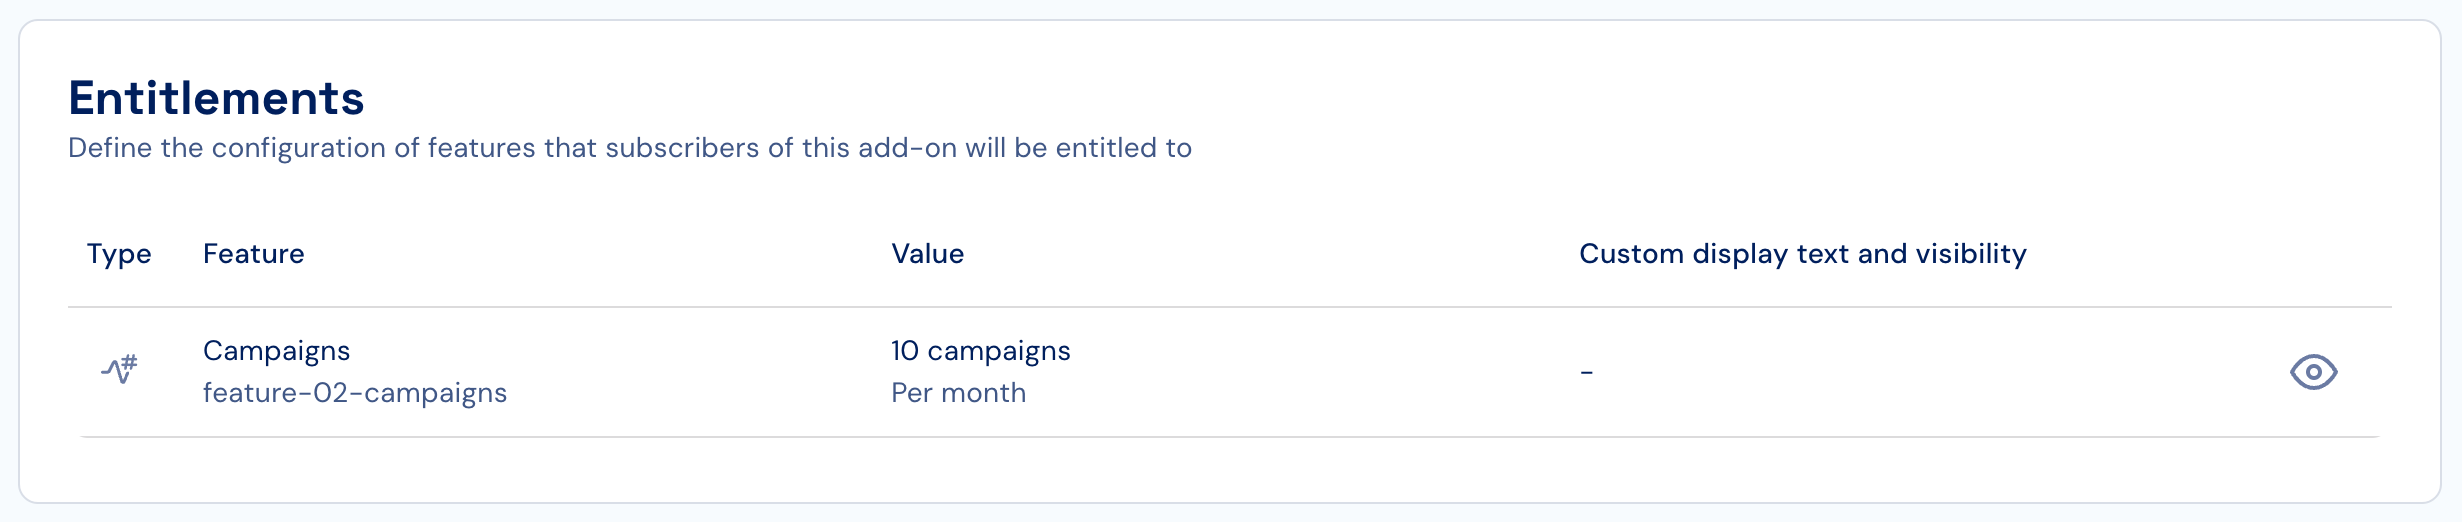 Entitlements
Define the configuration of features that subscribers of this add-on will be entitled to
Type Feature Value Custom display text and visibility
Campaigns 10 campaigns -
feature-02-campaigns Per month